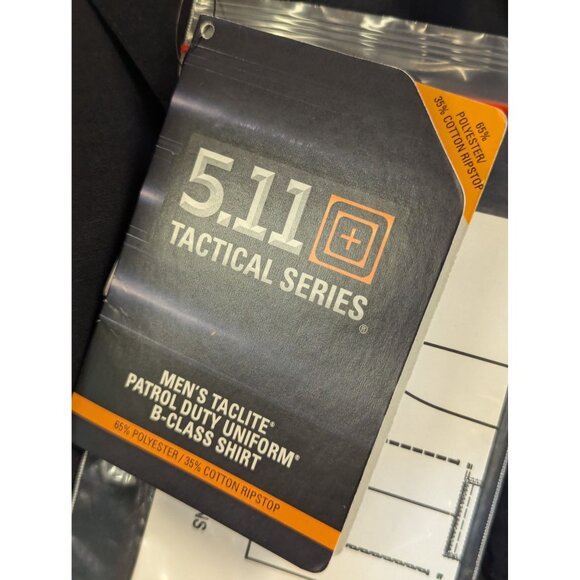 65%
POLYESTER/
35% COTTON RIPSTOP
5.11
TACTICAL SERIES®
MEN'S TACLITE®
PATROL DUTY UNIFORM®
B-CLASS SHIRT
65% POLYESTER / 35% COTTON RIPSTOP